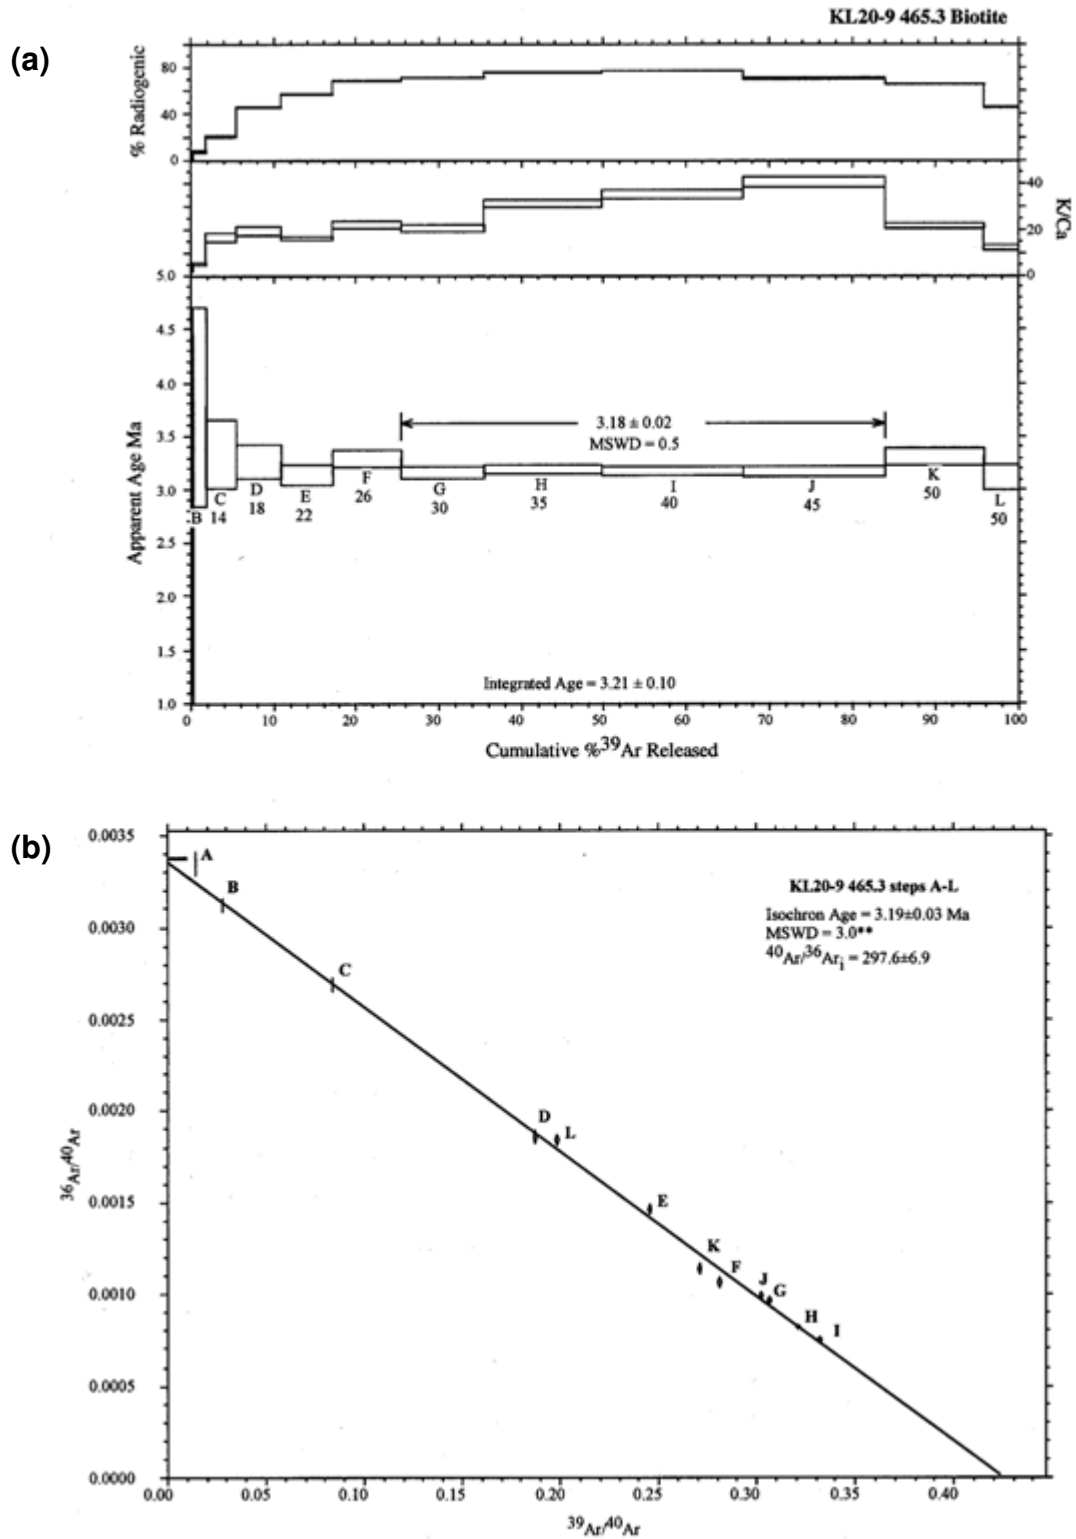 KL20-9 465.3 Biotite
(a)
% Radiogenic
80
40
0
K/Ca
40
20
0
Apparent Age Ma
5.0
4.5
4.0
3.5
3.0
2.5
2.0
1.5
1.0
3.18 ± 0.02
MSWD = 0.5
B
C
14
D
18
E
22
F
26
G
30
H
35
I
40
J
45
K
50
L
50
Integrated Age = 3.21 ± 0.10
0 10 20 30 40 50 60 70 80 90 100
Cumulative %39Ar Released
(b)
0.0035
0.0030
0.0025
0.0020
0.0015
0.0010
0.0005
0.0000
36Ar/40Ar
A
B
C
D
L
E
K
F
J
G
H
I
KL20-9 465.3 steps A-L
Isochron Age = 3.19±0.03 Ma
MSWD = 3.0**
40Ar/36Ari = 297.6±6.9
0.00 0.05 0.10 0.15 0.20 0.25 0.30 0.35 0.40
39Ar/40Ar